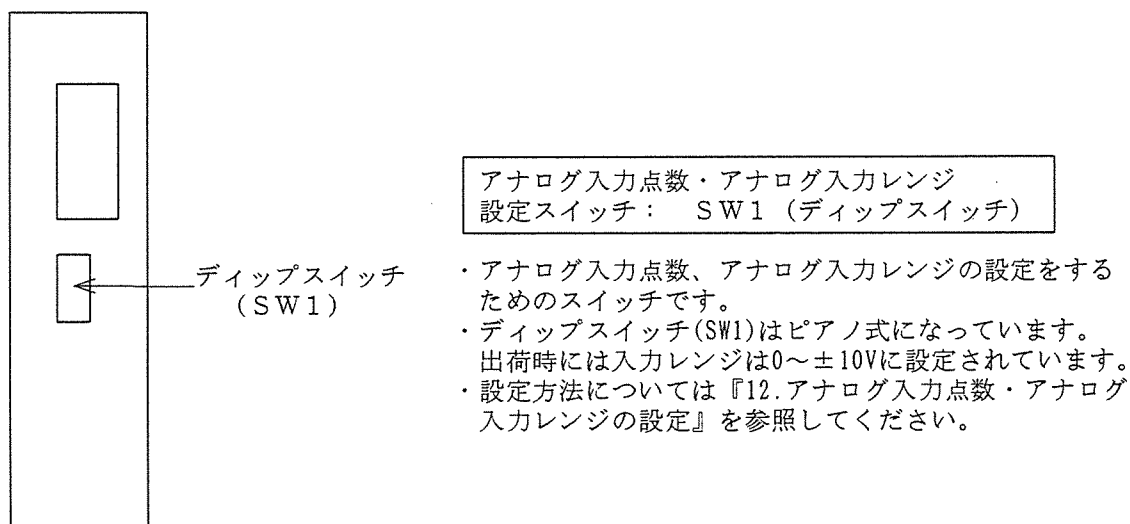 アナログ入力点数・アナログ入力レンジ
設定スイッチ： ＳＷ１（ディップスイッチ）
ディップスイッチ
（ＳＷ１）
・アナログ入力点数、アナログ入力レンジの設定をする
ためのスイッチです。
・ディップスイッチ(SW1)はピアノ式になっています。
出荷時には入力レンジは0～±10Vに設定されています。
・設定方法については『12.アナログ入力点数・アナログ
入力レンジの設定』を参照してください。